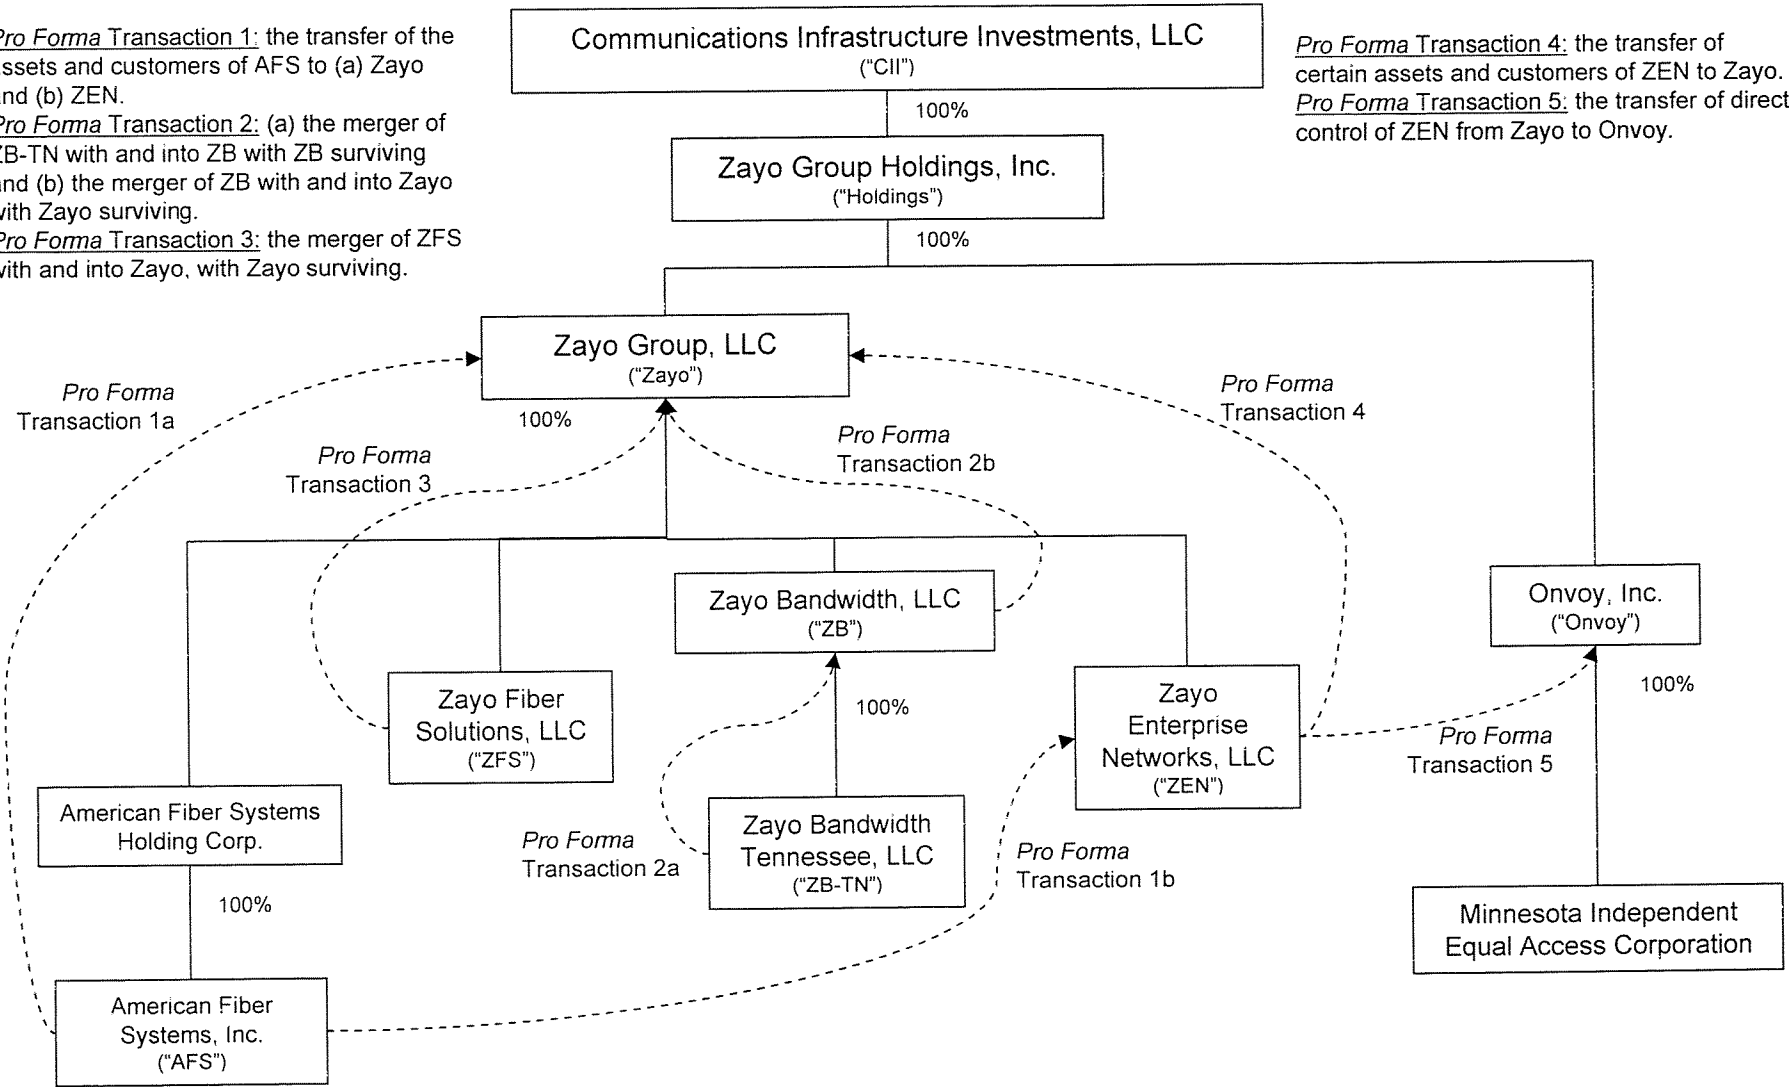 Pro Forma Transaction 1: the transfer of the
assets and customers of AFS to (a) Zayo
and (b) ZEN.
Pro Forma Transaction 2: (a) the merger of
ZB-TN with and into ZB with ZB surviving
and (b) the merger of ZB with and into Zayo
with Zayo surviving.
Pro Forma Transaction 3: the merger of ZFS
with and into Zayo, with Zayo surviving.
Communications Infrastructure Investments, LLC
("CII")
Pro Forma Transaction 4: the transfer of
certain assets and customers of ZEN to Zayo.
Pro Forma Transaction 5: the transfer of direct
control of ZEN from Zayo to Onvoy.
100%
Zayo Group Holdings, Inc.
("Holdings")
100%
Zayo Group, LLC
("Zayo")
Pro Forma
Transaction 1a
100%
Pro Forma
Transaction 3
Pro Forma
Transaction 2b
Pro Forma
Transaction 4
Zayo Bandwidth, LLC
("ZB")
Onvoy, Inc.
("Onvoy")
Zayo Fiber
Solutions, LLC
("ZFS")
100%
Zayo
Enterprise
Networks, LLC
("ZEN")
100%
Pro Forma
Transaction 5
American Fiber Systems
Holding Corp.
Pro Forma
Transaction 2a
Zayo Bandwidth
Tennessee, LLC
("ZB-TN")
Pro Forma
Transaction 1b
100%
Minnesota Independent
Equal Access Corporation
American Fiber
Systems, Inc.
("AFS")